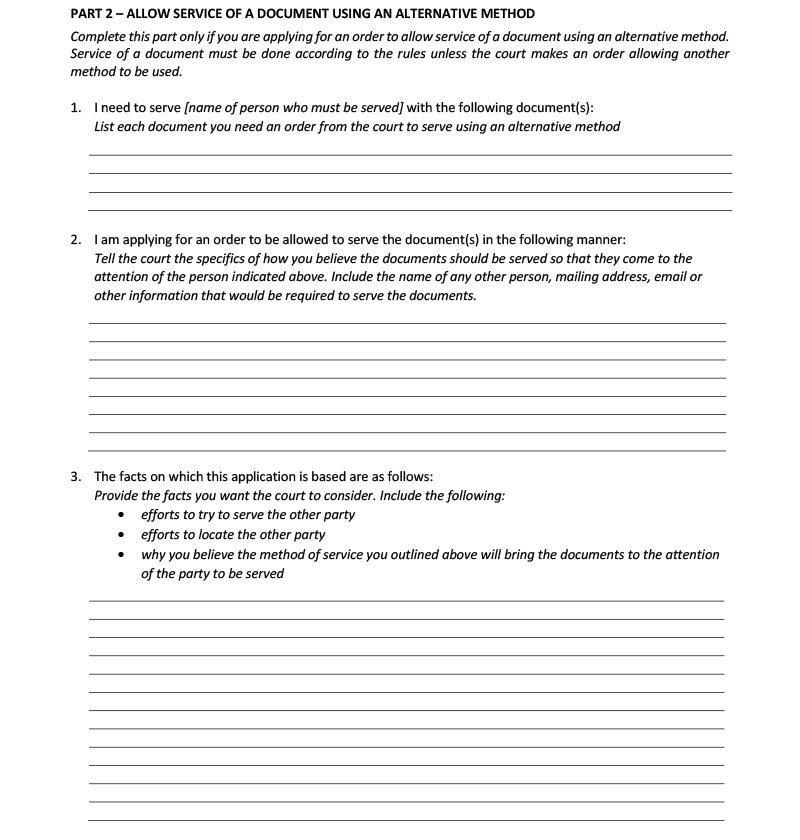 PART 2 – ALLOW SERVICE OF A DOCUMENT USING AN ALTERNATIVE METHOD
Complete this part only if you are applying for an order to allow service of a document using an alternative method.
Service of a document must be done according to the rules unless the court makes an order allowing another
method to be used.
1. I need to serve [name of person who must be served] with the following document(s):
List each document you need an order from the court to serve using an alternative method
2. I am applying for an order to be allowed to serve the document(s) in the following manner:
Tell the court the specifics of how you believe the documents should be served so that they come to the
attention of the person indicated above. Include the name of any other person, mailing address, email or
other information that would be required to serve the documents.
3. The facts on which this application is based are as follows:
Provide the facts you want the court to consider. Include the following:
• efforts to try to serve the other party
• efforts to locate the other party
• why you believe the method of service you outlined above will bring the documents to the attention
of the party to be served